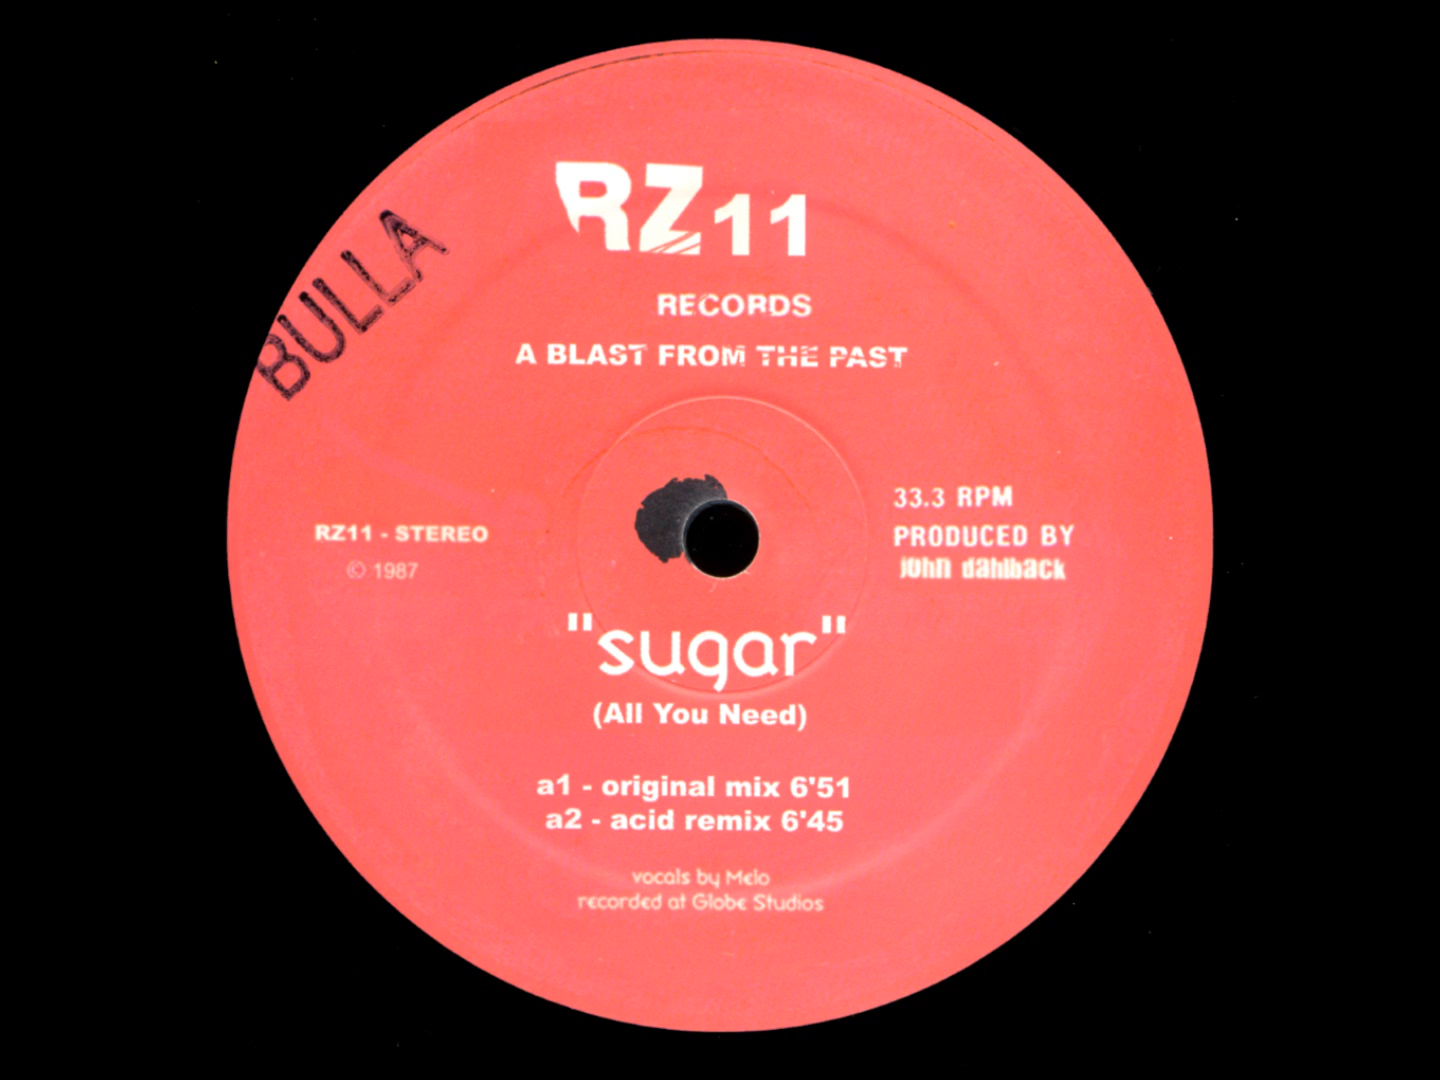 BULLA
RZ11
RECORDS
A BLAST FROM THE PAST
33.3 RPM
PRODUCED BY
john dahlback
RZ11 - STEREO
© 1987
"sugar"
(All You Need)
a1 - original mix 6'51
a2 - acid remix 6'45
vocals by Melo
recorded at Globe Studios